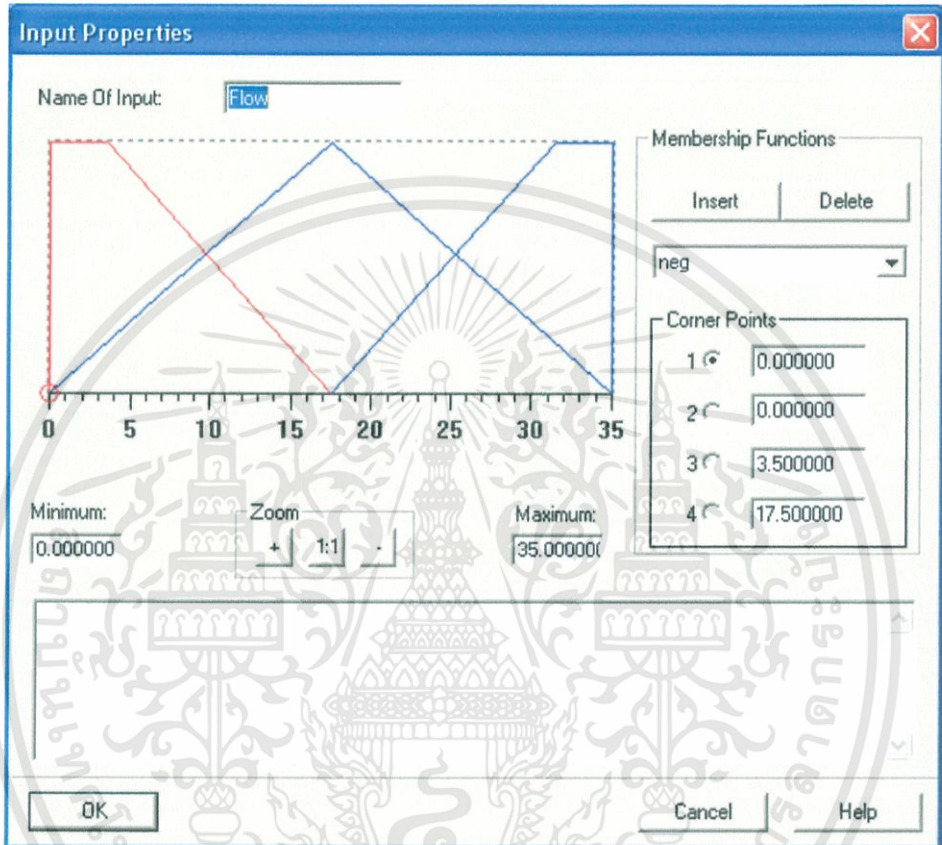 Input Properties
Name Of Input: Flow
Membership Functions
Insert Delete
neg
Corner Points
1 0.000000
2 0.000000
3 3.500000
4 17.500000
0 5 10 15 20 25 30 35
Minimum: Zoom Maximum:
0.000000 + 1:1 - 35.000000
OK Cancel Help